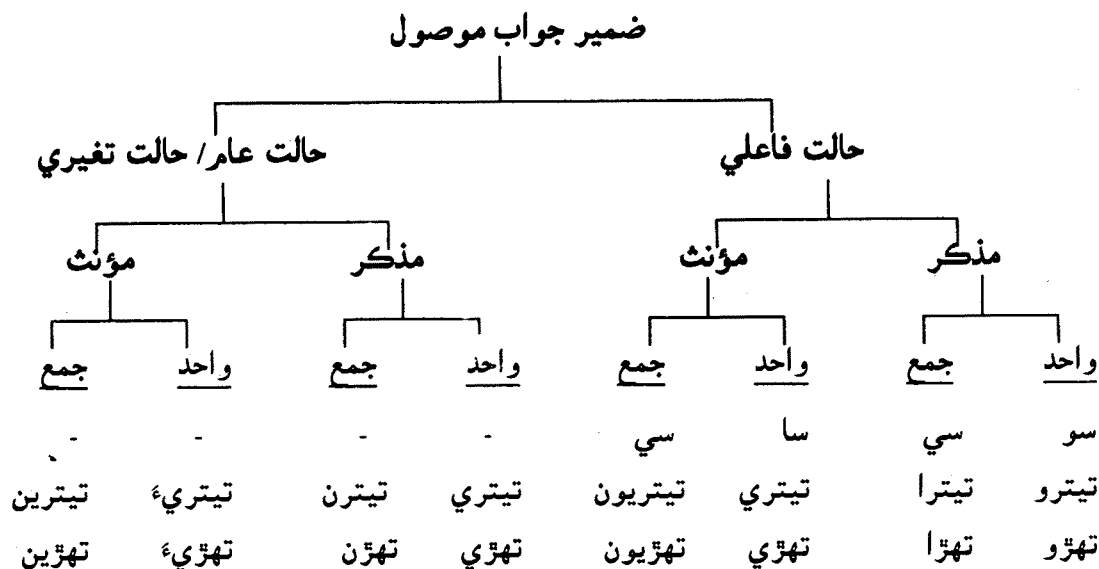 ضمير جواب موصول
حالت فاعلي حالت عام/ حالت تغيري
مذڪر مؤنث مذڪر مؤنث
واحد جمع واحد جمع واحد جمع واحد جمع
سو سي سا سي - - - -
تيترو تيترا تيتري تيتريون تيتري تيترن تيتريءَ تيترين
تهڙو تهڙا تهڙي تهڙيون تهڙي تهڙن تهڙيءَ تهڙين